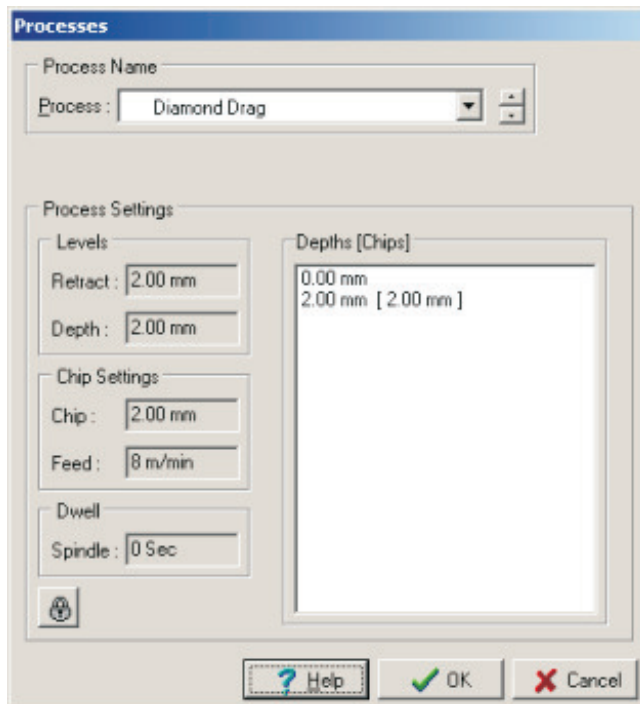 Processes
Process Name
Process : Diamond Drag
Process Settings
Levels
Retract : 2.00 mm
Depth : 2.00 mm
Chip Settings
Chip : 2.00 mm
Feed : 8 m/min
Dwell
Spindle : 0 Sec
Depths [Chips]
0.00 mm
2.00 mm [ 2.00 mm ]
? Help
OK
Cancel